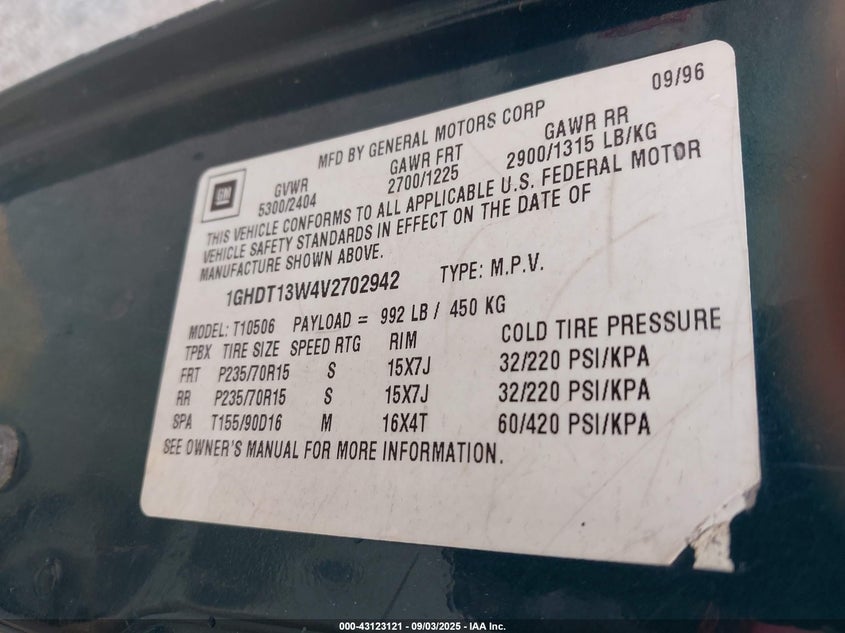 09/96
MFD BY GENERAL MOTORS CORP
GM GVWR GAWR FRT GAWR RR
5300/2404 2700/1225 2900/1315 LB/KG
THIS VEHICLE CONFORMS TO ALL APPLICABLE U.S. FEDERAL MOTOR
VEHICLE SAFETY STANDARDS IN EFFECT ON THE DATE OF
MANUFACTURE SHOWN ABOVE.
1GHDT13W4V2702942 TYPE: M.P.V.
MODEL: T10506 PAYLOAD = 992 LB / 450 KG
TPBX TIRE SIZE SPEED RTG RIM COLD TIRE PRESSURE
FRT P235/70R15 S 15X7J 32/220 PSI/KPA
RR P235/70R15 S 15X7J 32/220 PSI/KPA
SPA T155/90D16 M 16X4T 60/420 PSI/KPA
SEE OWNER'S MANUAL FOR MORE INFORMATION.
000-43123121 - 09/03/2025 - IAA Inc.